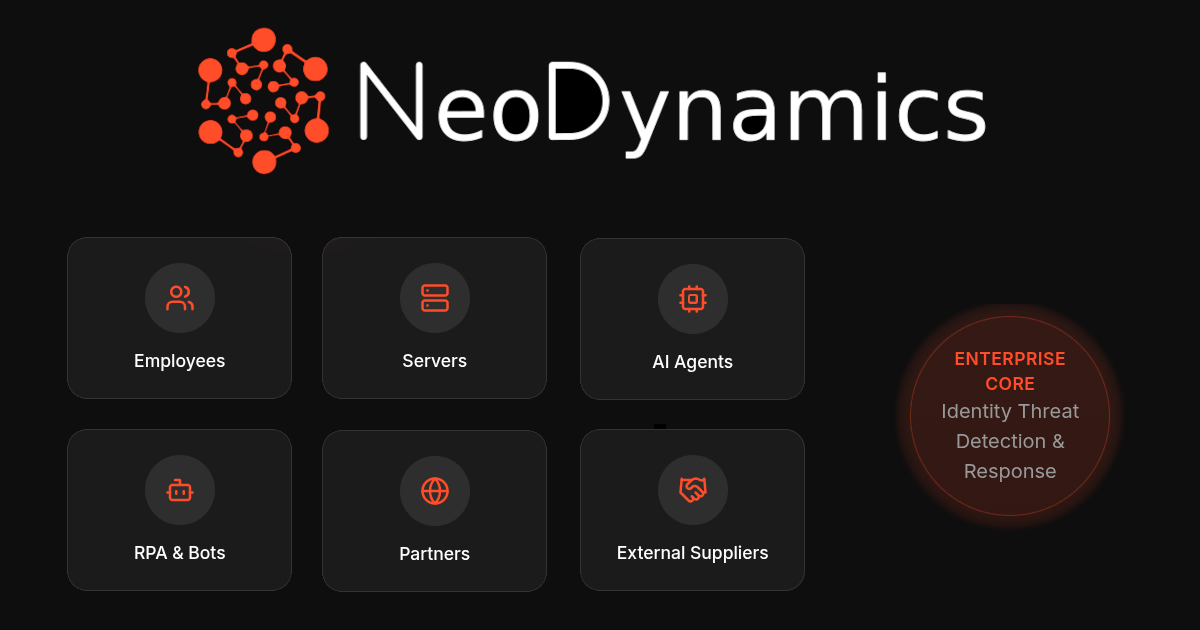 NeoDynamics
Employees
Servers
AI Agents
ENTERPRISE
CORE
Identity Threat
Detection &
Response
RPA & Bots
Partners
External Suppliers